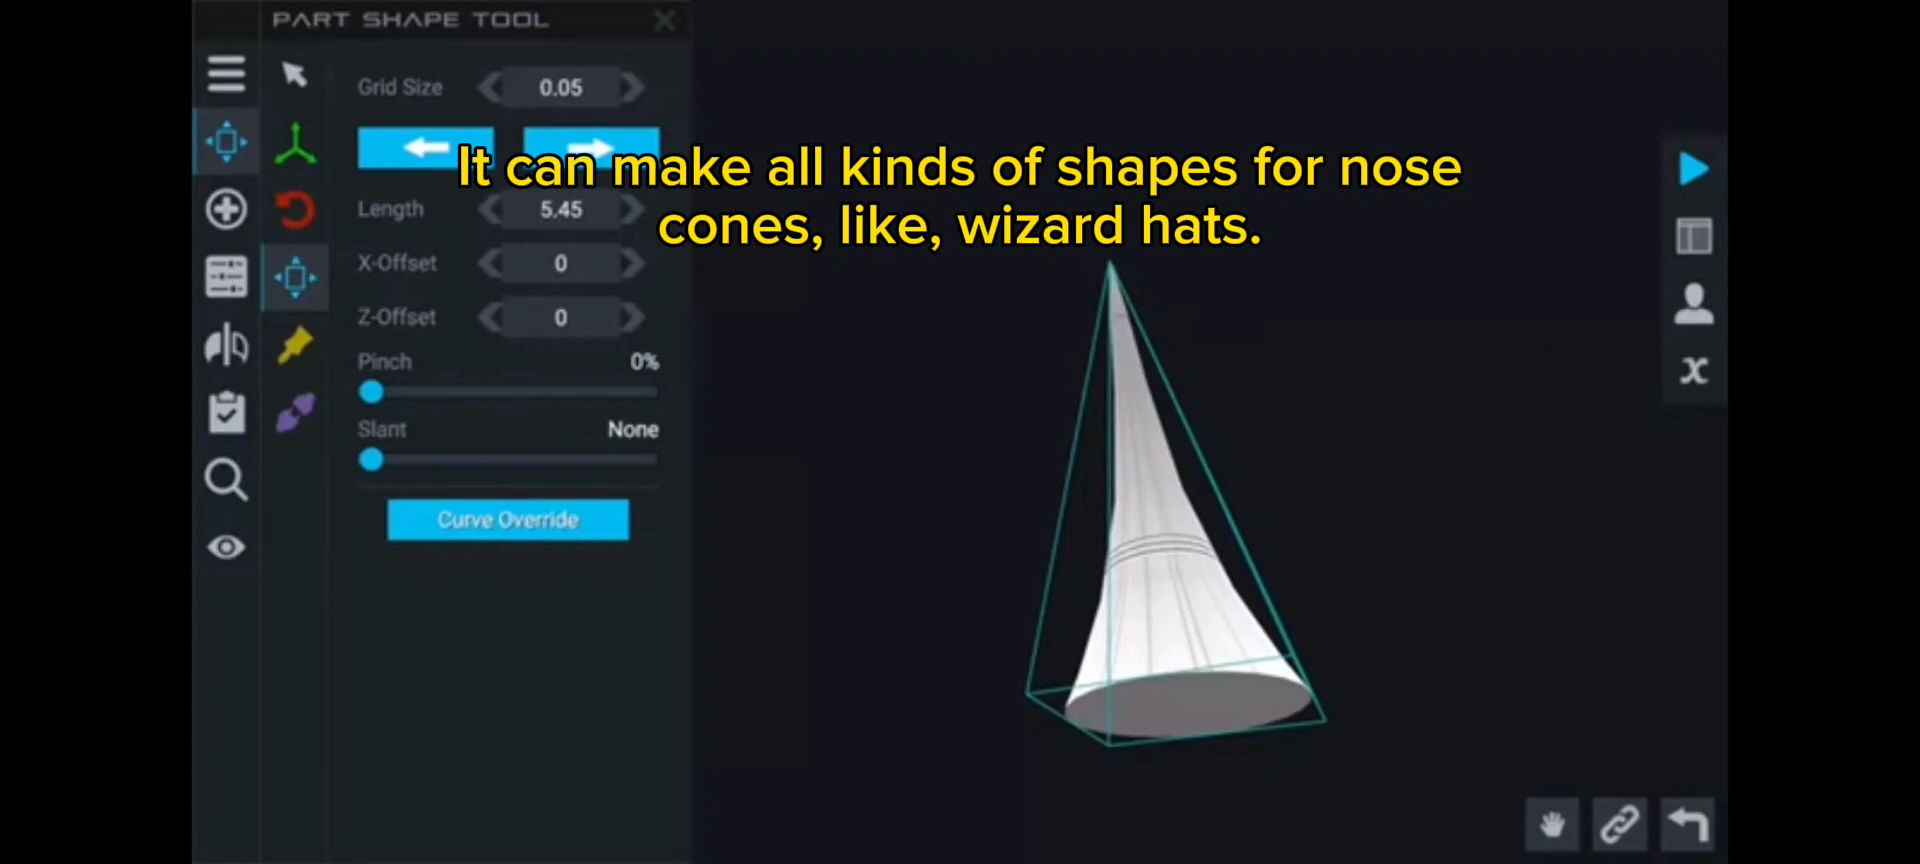 PART SHAPE TOOL
Grid Size 0.05
It can make all kinds of shapes for nose
cones, like, wizard hats.
Length 5.45
X-Offset 0
Z-Offset 0
Pinch 0%
Slant None
Curve Override